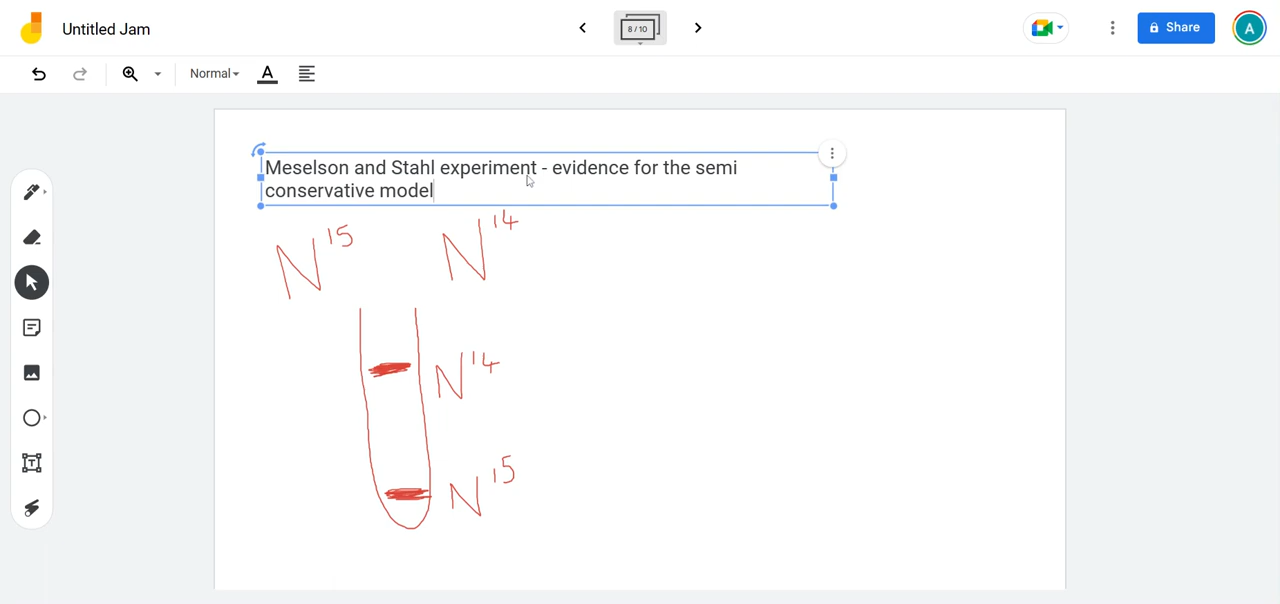 Untitled Jam
8 / 10
Share
A
Normal
A
Meselson and Stahl experiment - evidence for the semi
conservative model
N¹⁵ N¹⁴
N¹⁴
N¹⁵